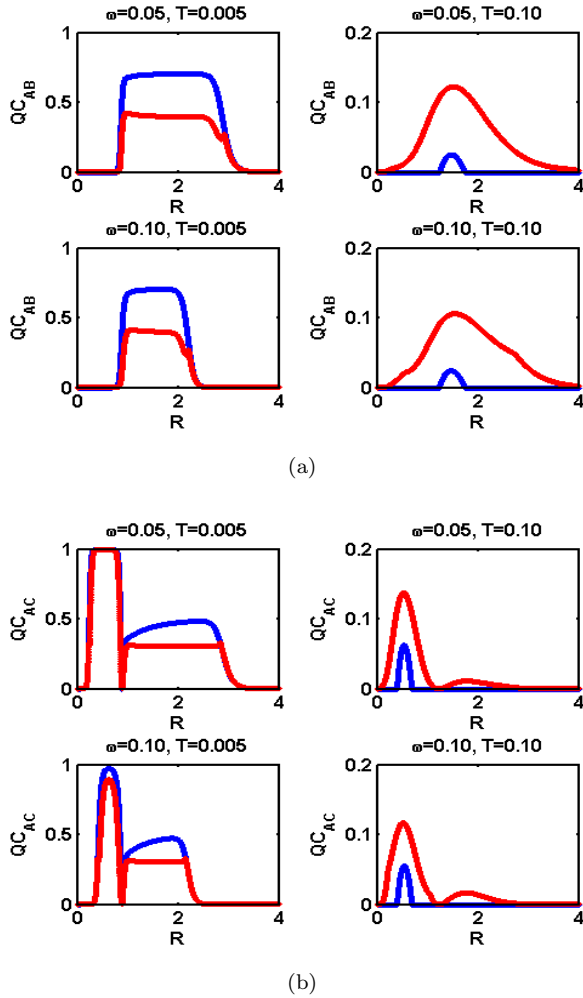 ϖ=0.05, T=0.005
ϖ=0.05, T=0.10
QC_AB
1
0.5
0
0 2 4
R
QC_AB
0.2
0.1
0
0 2 4
R
ϖ=0.10, T=0.005
ϖ=0.10, T=0.10
QC_AB
1
0.5
0
0 2 4
R
QC_AB
0.2
0.1
0
0 2 4
R
(a)
ϖ=0.05, T=0.005
ϖ=0.05, T=0.10
QC_AC
1
0.5
0
0 2 4
R
QC_AC
0.2
0.1
0
0 2 4
R
ϖ=0.10, T=0.005
ϖ=0.10, T=0.10
QC_AC
1
0.5
0
0 2 4
R
QC_AC
0.2
0.1
0
0 2 4
R
(b)